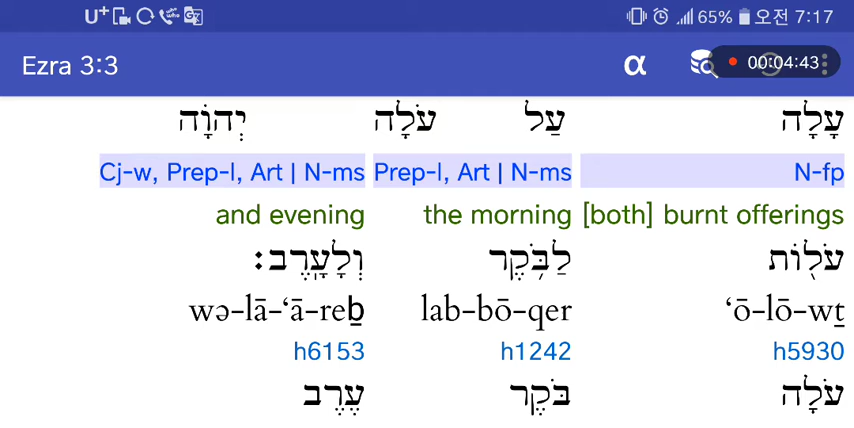 U+ 65% 오전 7:17
Ezra 3:3 α 00:04:43
עָלָה עַל עֹלָה יְהוָֹה
N-fp Prep-l, Art | N-ms Cj-w, Prep-l, Art | N-ms
[both] burnt offerings the morning and evening
עֹל֖וֹת לַבֹּ֥קֶר וְלָעָֽרֶב׃
‘ō-lō-wṯ lab-bō-qer wə-lā-‘ā-reḇ
h5930 h1242 h6153
עֹלָה בֹּקֶר עֶרֶב